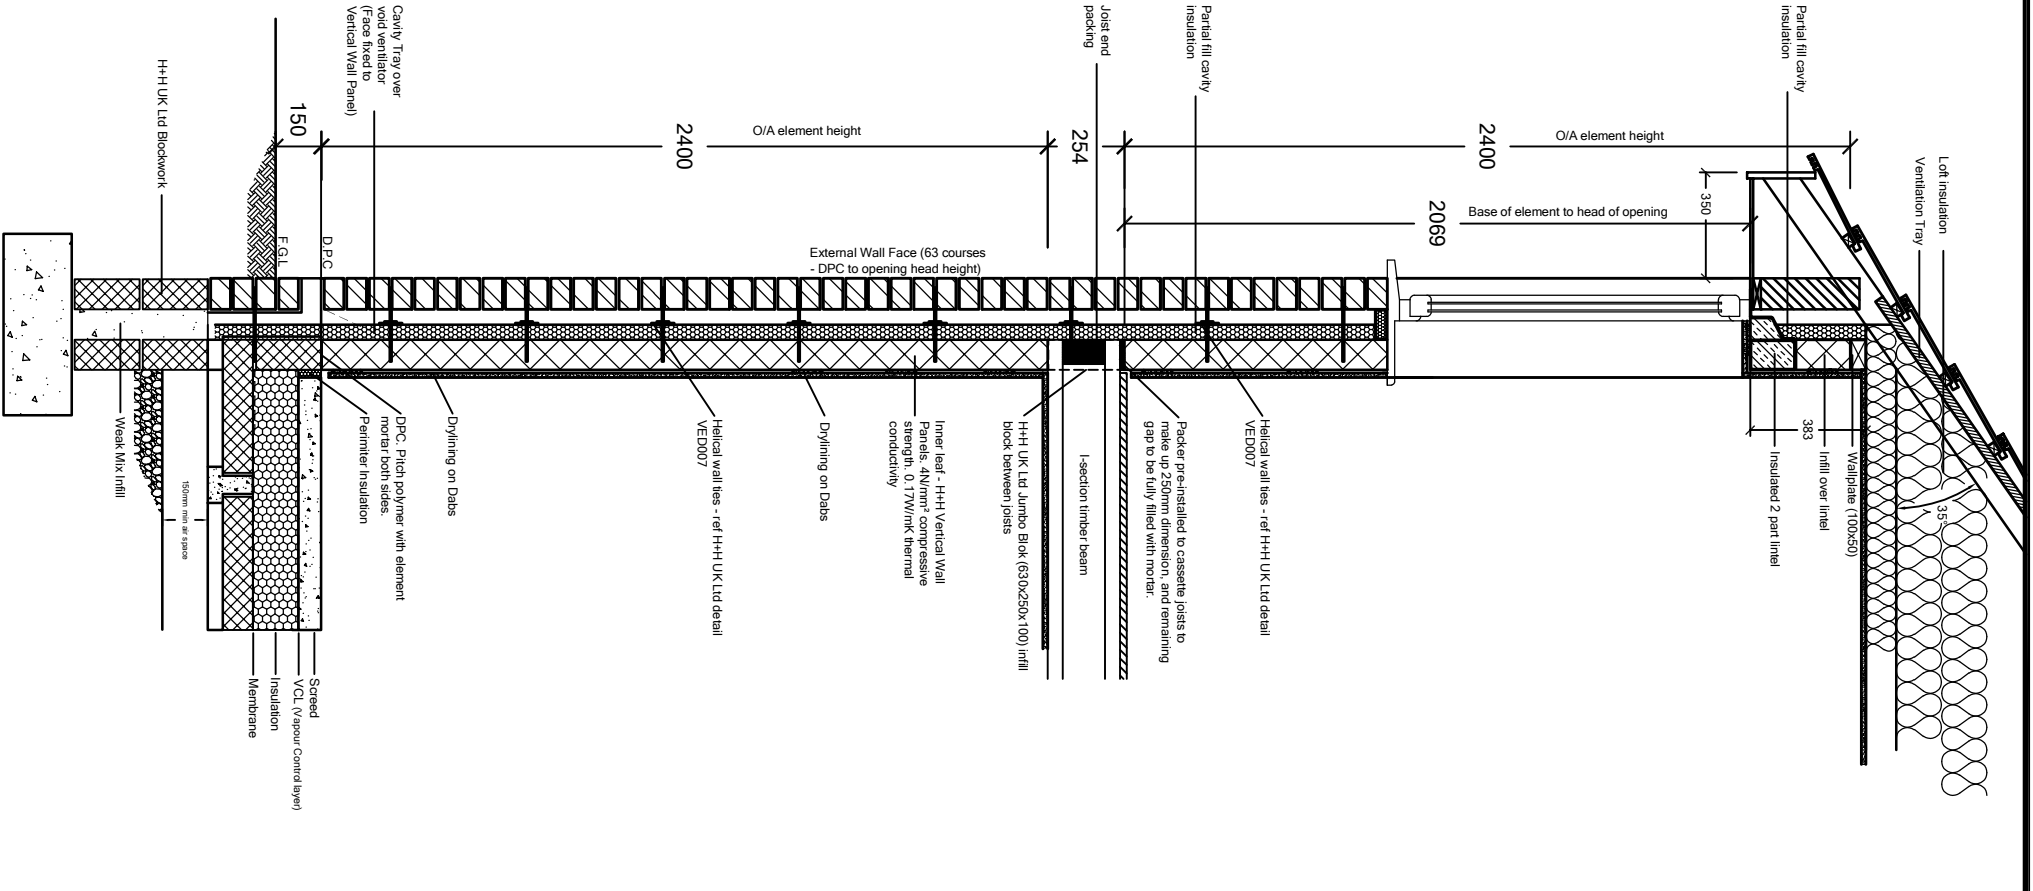 Partial fill cavity
insulation
Loft insulation
Ventilation Tray
O/A element height
2400
350
Base of element to head of opening
2069
383
35°
Wallplate (100x50)
Infill over lintel
Insulated 2 part lintel
Partial fill cavity
insulation
Helical wall ties - ref H+H UK Ltd detail
VED007
Packer pre-installed to cassette joists to
make up 250mm dimension, and remaining
gap to be fully filled with mortar.
Joist end
packing
254
I-section timber beam
H+H UK Ltd Jumbo Blok (630x250x100) infill
block between joists
External Wall Face (63 courses
- DPC to opening head height)
O/A element height
2400
Inner leaf - H+H Vertical Wall
Panels. 4N/mm² compressive
strength. 0.17W/mK thermal
conductivity
Drylining on Dabs
Helical wall ties - ref H+H UK Ltd detail
VED007
Drylining on Dabs
Cavity Tray over
void ventilator
(Face fixed to
Vertical Wall Panel)
DPC. Pitch polymer with element
mortar both sides.
Perimiter Insulation
150
D.P.C
F.G.L
Screed
VCL (Vapour Control layer)
Insulation
Membrane
H+H UK Ltd Blockwork
150mm min air space
Weak Mix Infill